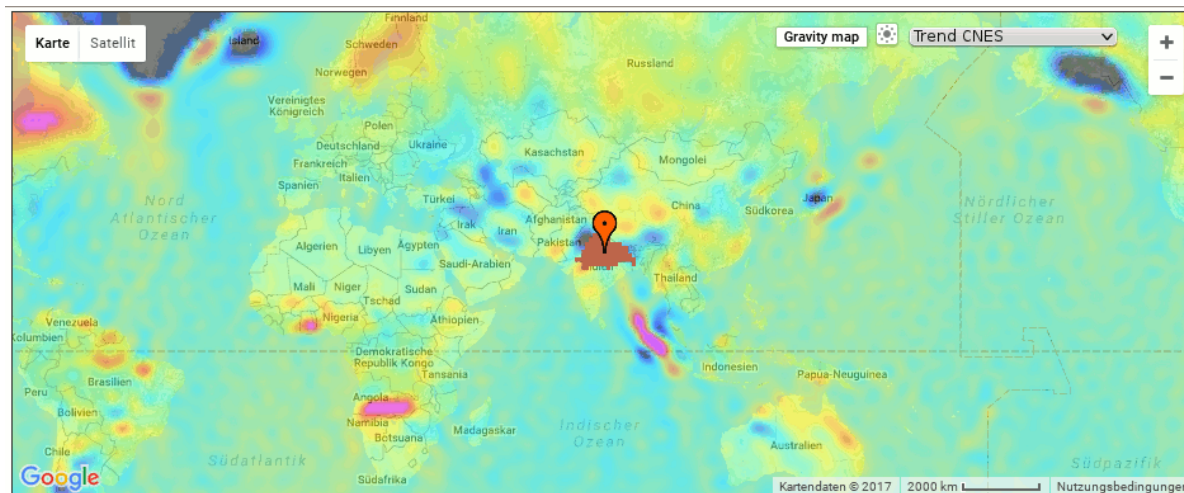 Karte Satellit
Gravity map Trend CNES
+
−
Finnland
Island
Schweden
Russland
Norwegen
Vereinigtes
Königreich
Polen
Deutschland
Ukraine
Kasachstan
Mongolei
Frankreich
Italien
Spanien
Nord
Atlantischer
Ozean
Türkei
China
Japan
Nördlicher
Stiller Ozean
Südkorea
Afghanistan
Irak
Iran
Pakistan
Algerien
Libyen
Ägypten
Saudi-Arabien
Thailand
Mali
Niger
Sudan
Tschad
Nigeria
Äthiopien
Venezuela
Kolumbien
Demokratische
Republik Kongo
Tansania
Indonesien
Papua-Neuguinea
Brasilien
Peru
Angola
Bolivien
Namibia
Botsuana
Madagaskar
Indischer
Ozean
Australien
Chile
Südatlantik
Südpazifik
Südafrika
Google
Kartendaten © 2017 2000 km Nutzungsbedingungen